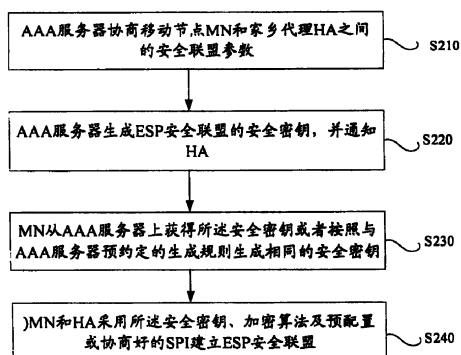 AAA服务器协商移动节点MN和家乡代理HA之间
的安全联盟参数
S210
AAA服务器生成ESP安全联盟的安全密钥，并通知
HA
S220
MN从AAA服务器上获得所述安全密钥或者按照与
AAA服务器预约定的生成规则生成相同的安全密钥
S230
)MN和HA采用所述安全密钥、加密算法及预配置
或协商好的SPI建立ESP安全联盟
S240